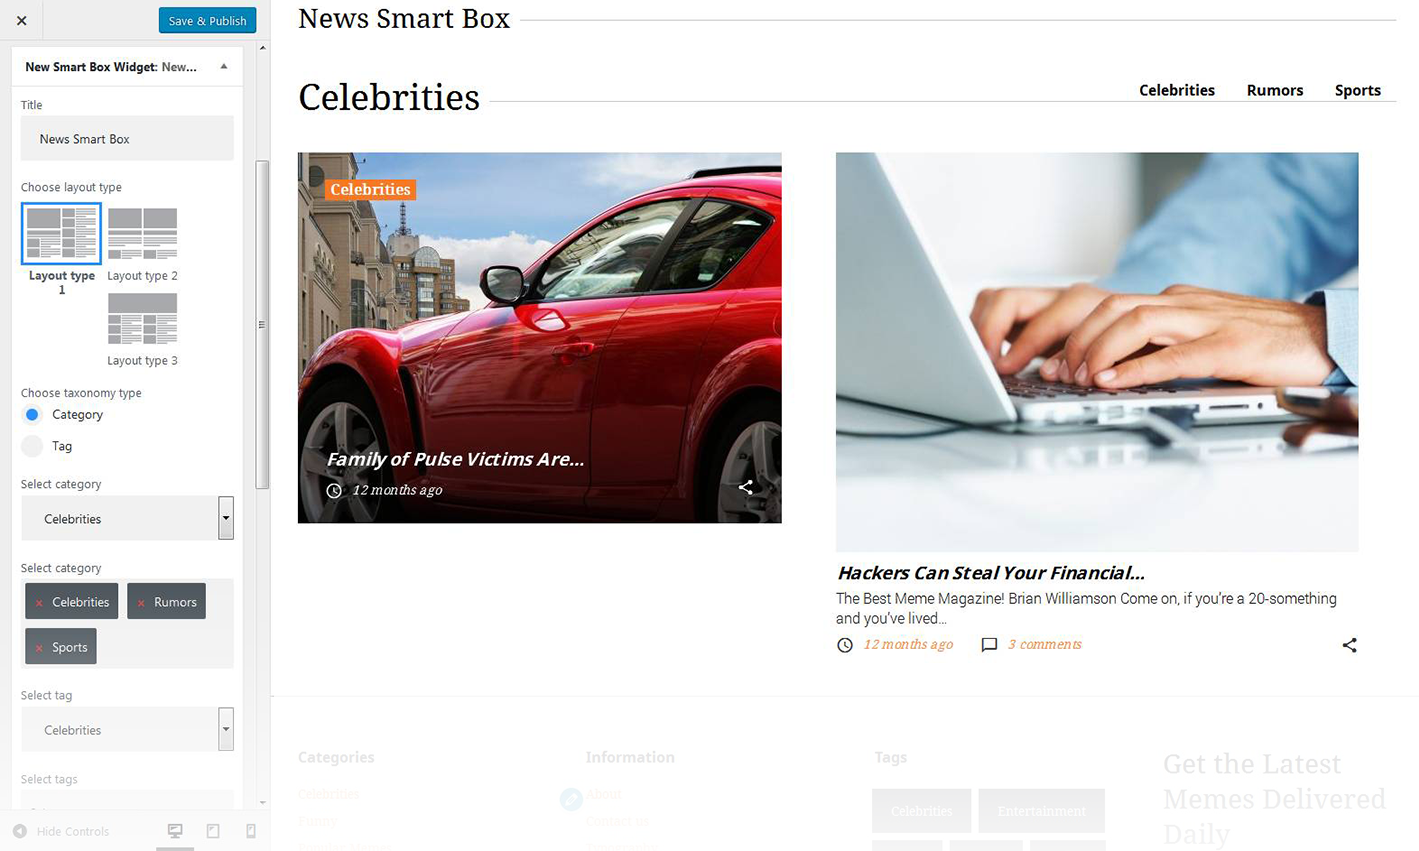 Save & Publish
New Smart Box Widget: New...
Title
News Smart Box
Choose layout type
Layout type
1
Layout type 2
Layout type 3
Choose taxonomy type
Category
Tag
Select category
Celebrities
Select category
× Celebrities
× Rumors
× Sports
Select tag
Celebrities
Select tags
Hide Controls
News Smart Box
Celebrities
Celebrities
Rumors
Sports
Celebrities
Family of Pulse Victims Are...
12 months ago
Hackers Can Steal Your Financial...
The Best Meme Magazine! Brian Williamson Come on, if you're a 20-something
and you've lived...
12 months ago
3 comments
Categories
Celebrities
Funny
Information
About
Contact us
Tags
Celebrities
Entertainment
Get the Latest
Memes Delivered
Daily